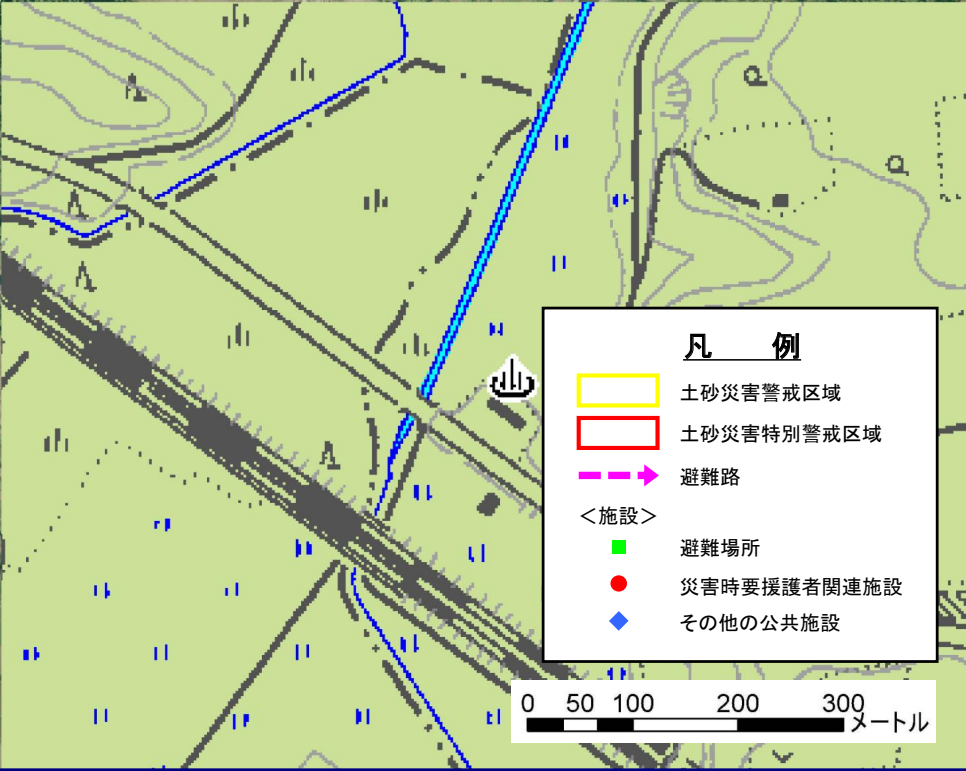 凡　例
土砂災害警戒区域
土砂災害特別警戒区域
避難路
＜施設＞
避難場所
災害時要援護者関連施設
その他の公共施設
0 50 100 200 300
メートル